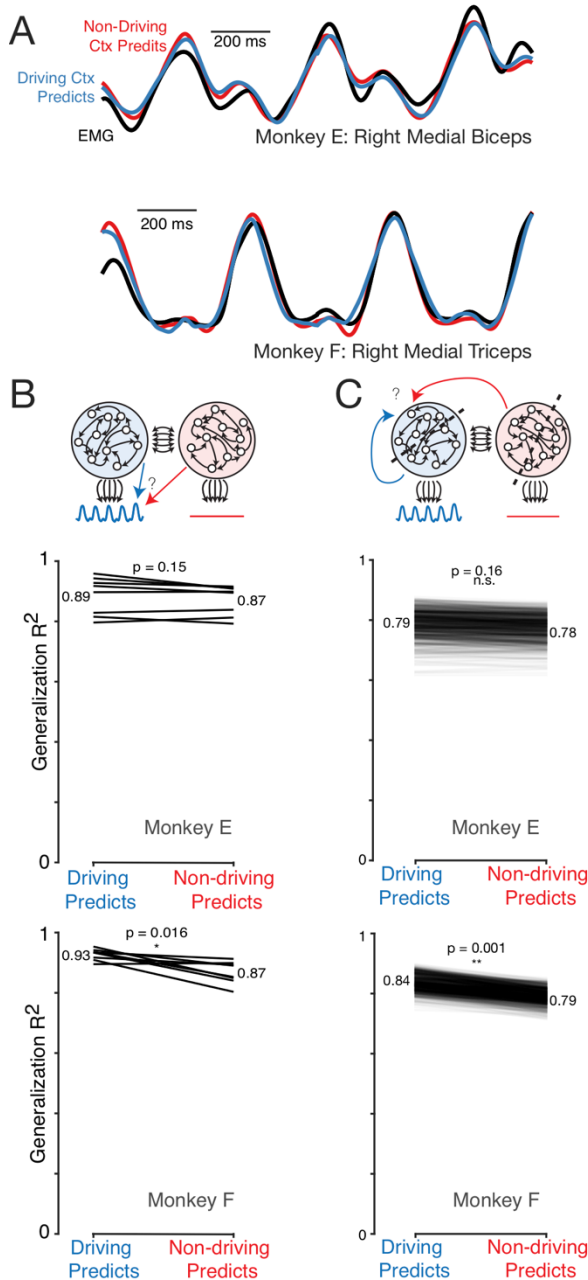 A
Non-Driving
Ctx Predits
200 ms
Driving Ctx
Predicts
EMG
Monkey E: Right Medial Biceps
200 ms
Monkey F: Right Medial Triceps
B
?
C
?
1
p = 0.15
0.89
0.87
Generalization R2
Monkey E
0
Driving
Predicts
Non-driving
Predicts
1
p = 0.16
n.s.
0.79
0.78
Monkey E
0
Driving
Predicts
Non-driving
Predicts
1
p = 0.016
*
0.93
0.87
Generalization R2
Monkey F
0
Driving
Predicts
Non-driving
Predicts
1
p = 0.001
**
0.84
0.79
Monkey F
0
Driving
Predicts
Non-driving
Predicts